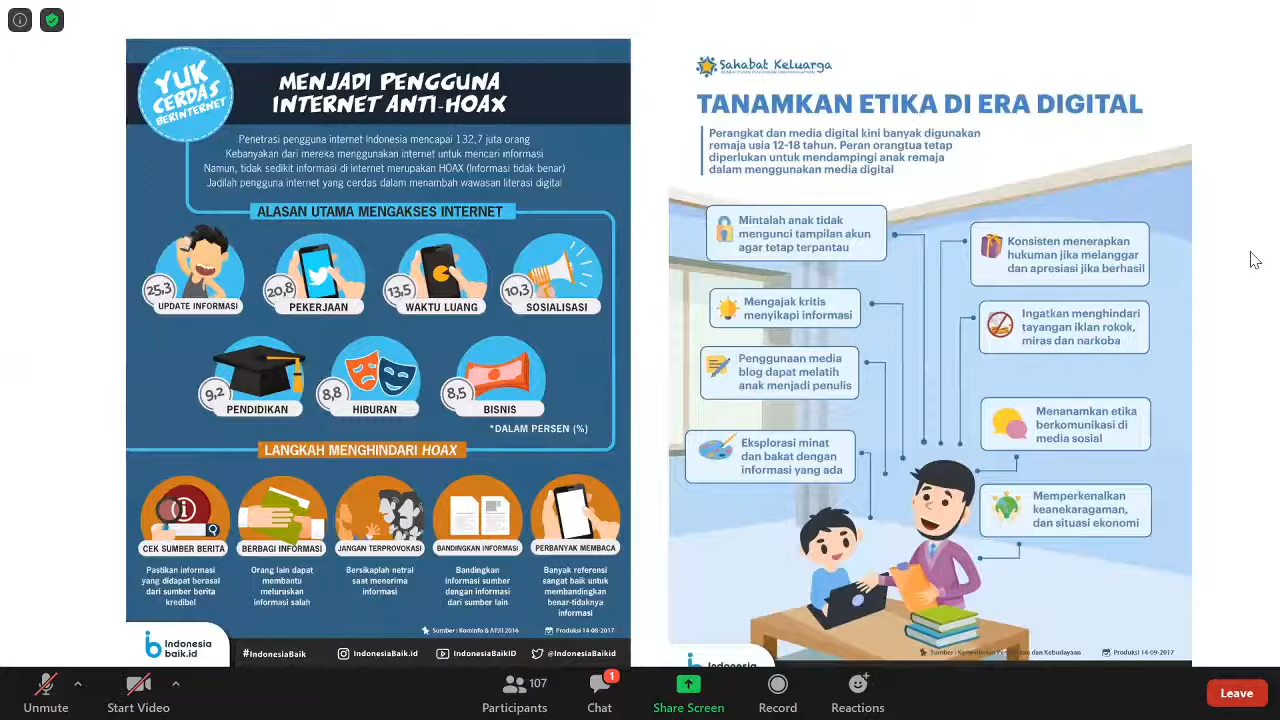 YUK
CERDAS
BERINTERNET
MENJADI PENGGUNA
INTERNET ANTI-HOAX
Penetrasi pengguna internet Indonesia mencapai 132,7 juta orang
Kebanyakan dari mereka menggunakan internet untuk mencari informasi
Namun, tidak sedikit informasi di internet merupakan HOAX (Informasi tidak benar)
Jadilah pengguna internet yang cerdas dalam menambah wawasan literasi digital
ALASAN UTAMA MENGAKSES INTERNET
25,3
UPDATE INFORMASI
20,8
PEKERJAAN
13,5
WAKTU LUANG
10,3
SOSIALISASI
9,2
PENDIDIKAN
8,8
HIBURAN
8,5
BISNIS
*DALAM PERSEN (%)
LANGKAH MENGHINDARI HOAX
CEK SUMBER BERITA
Pastikan informasi
yang didapat berasal
dari sumber berita
kredibel
BERBAGI INFORMASI
Orang lain dapat
membantu
meluruskan
informasi salah
JANGAN TERPROVOKASI
Bersikaplah netral
saat menerima
informasi
BANDINGKAN INFORMASI
Bandingkan
informasi sumber
dengan informasi
dari sumber lain
PERBANYAK MEMBACA
Banyak referensi
sangat baik untuk
membandingkan
benar-tidaknya
informasi
Sumber : Kominfo & APJII 2016
Produksi 14-08-2017
Indonesia
baik.id
#IndonesiaBaik
IndonesiaBaik.id
IndonesiaBaikID
@IndonesiaBaikid
Sahabat Keluarga
TANAMKAN ETIKA DI ERA DIGITAL
Perangkat dan media digital kini banyak digunakan
remaja usia 12-18 tahun. Peran orangtua tetap
diperlukan untuk mendampingi anak remaja
dalam menggunakan media digital
Mintalah anak tidak
mengunci tampilan akun
agar tetap terpantau
Mengajak kritis
menyikapi informasi
Penggunaan media
blog dapat melatih
anak menjadi penulis
Eksplorasi minat
dan bakat dengan
informasi yang ada
Konsisten menerapkan
hukuman jika melanggar
dan apresiasi jika berhasil
Ingatkan menghindari
tayangan iklan rokok,
miras dan narkoba
Menanamkan etika
berkomunikasi di
media sosial
Memperkenalkan
keanekaragaman,
dan situasi ekonomi
Sumber : Kementerian Pendidikan dan Kebudayaan
Produksi 14-09-2017
Indonesia
Unmute
Start Video
107
Participants
1
Chat
Share Screen
Record
Reactions
Leave